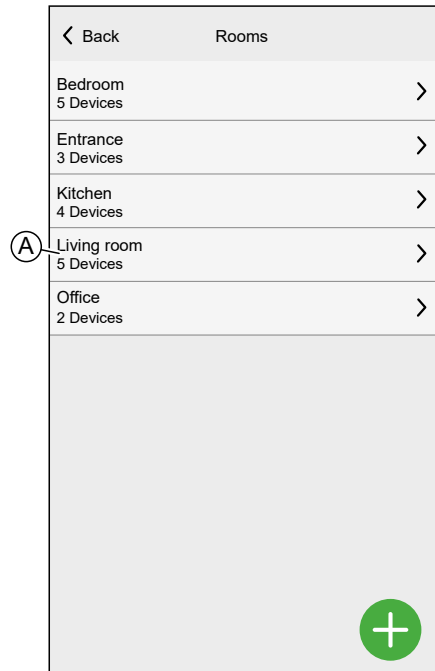 Back Rooms
Bedroom
5 Devices
Entrance
3 Devices
Kitchen
4 Devices
A
Living room
5 Devices
Office
2 Devices